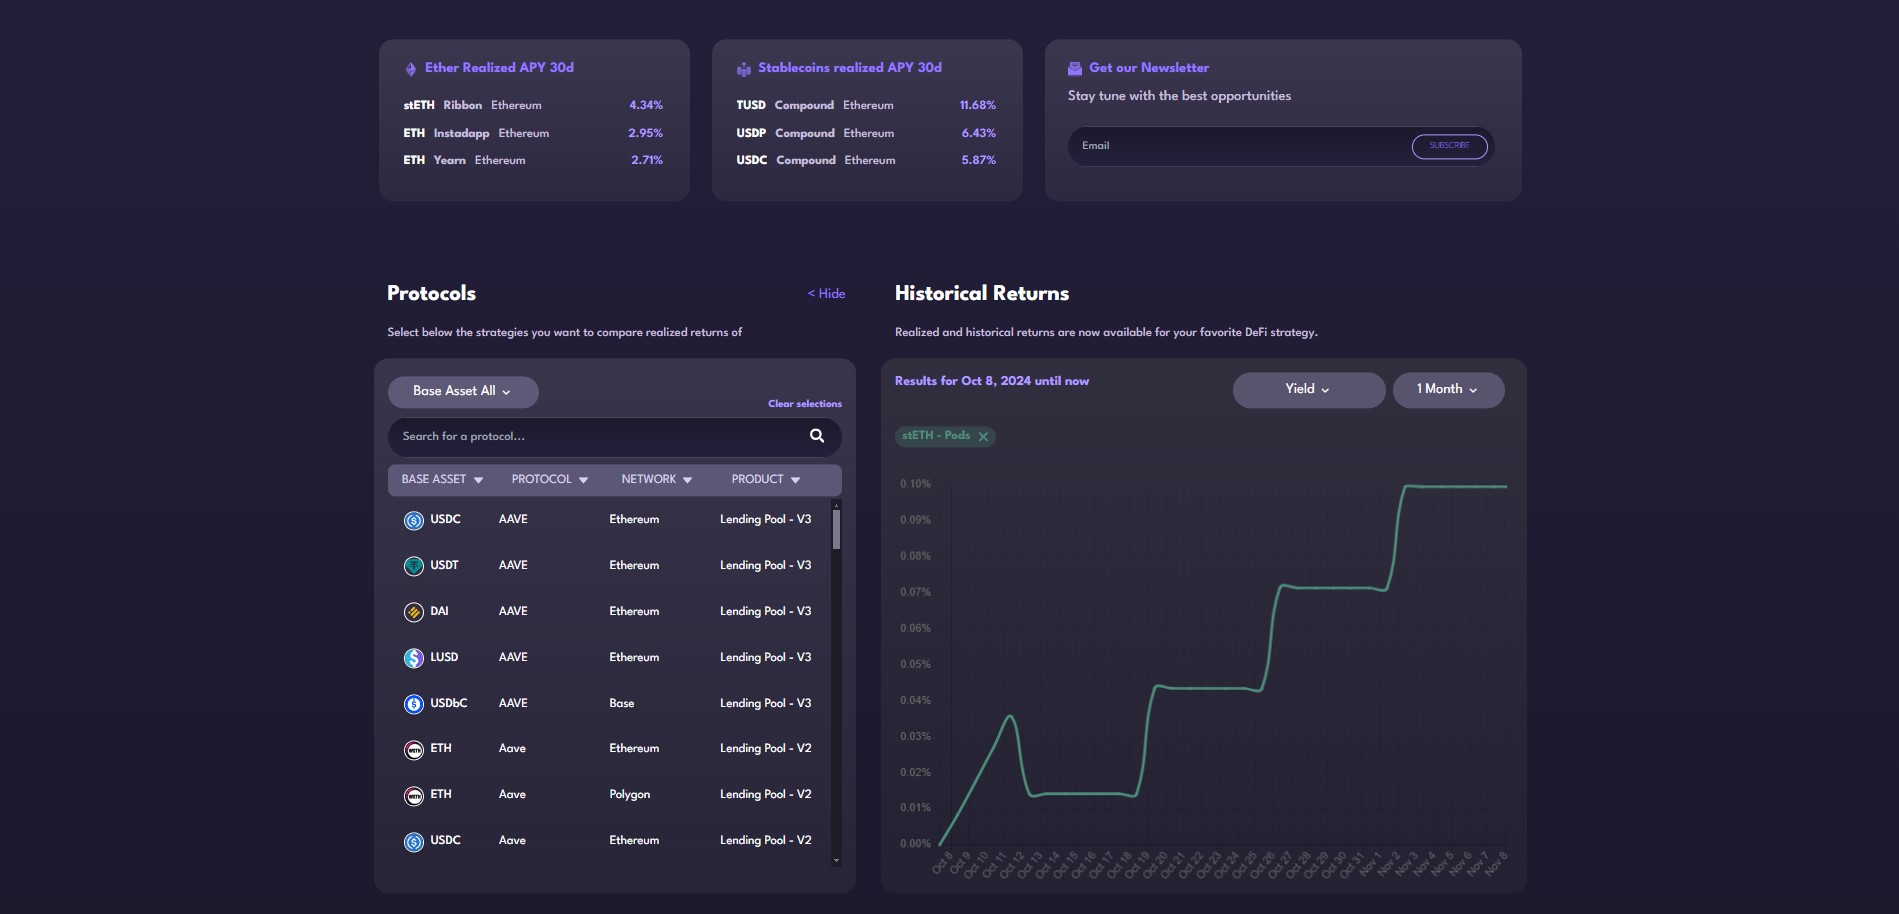 Ether Realized APY 30d
stETH Ribbon Ethereum 4.34%
ETH Instadapp Ethereum 2.95%
ETH Yearn Ethereum 2.71%
Stablecoins realized APY 30d
TUSD Compound Ethereum 11.68%
USDP Compound Ethereum 6.43%
USDC Compound Ethereum 5.87%
Get our Newsletter
Stay tune with the best opportunities
Email SUBSCRIBE
Protocols < Hide
Select below the strategies you want to compare realized returns of
Base Asset All
Clear selections
Search for a protocol...
BASE ASSET PROTOCOL NETWORK PRODUCT
USDC AAVE Ethereum Lending Pool - V3
USDT AAVE Ethereum Lending Pool - V3
DAI AAVE Ethereum Lending Pool - V3
LUSD AAVE Ethereum Lending Pool - V3
USDbC AAVE Base Lending Pool - V3
WETH ETH Aave Ethereum Lending Pool - V2
WETH ETH Aave Polygon Lending Pool - V2
USDC Aave Ethereum Lending Pool - V2
Historical Returns
Realized and historical returns are now available for your favorite DeFi strategy.
Results for Oct 8, 2024 until now Yield 1 Month
stETH - Pods
0.10%
0.09%
0.08%
0.07%
0.06%
0.05%
0.04%
0.03%
0.02%
0.01%
0.00%
Oct 8 Oct 9 Oct 10 Oct 11 Oct 12 Oct 13 Oct 14 Oct 15 Oct 16 Oct 17 Oct 18 Oct 19 Oct 20 Oct 21 Oct 22 Oct 23 Oct 24 Oct 25 Oct 26 Oct 27 Oct 28 Oct 29 Oct 30 Oct 31 Nov 1 Nov 2 Nov 3 Nov 4 Nov 5 Nov 6 Nov 7 Nov 8